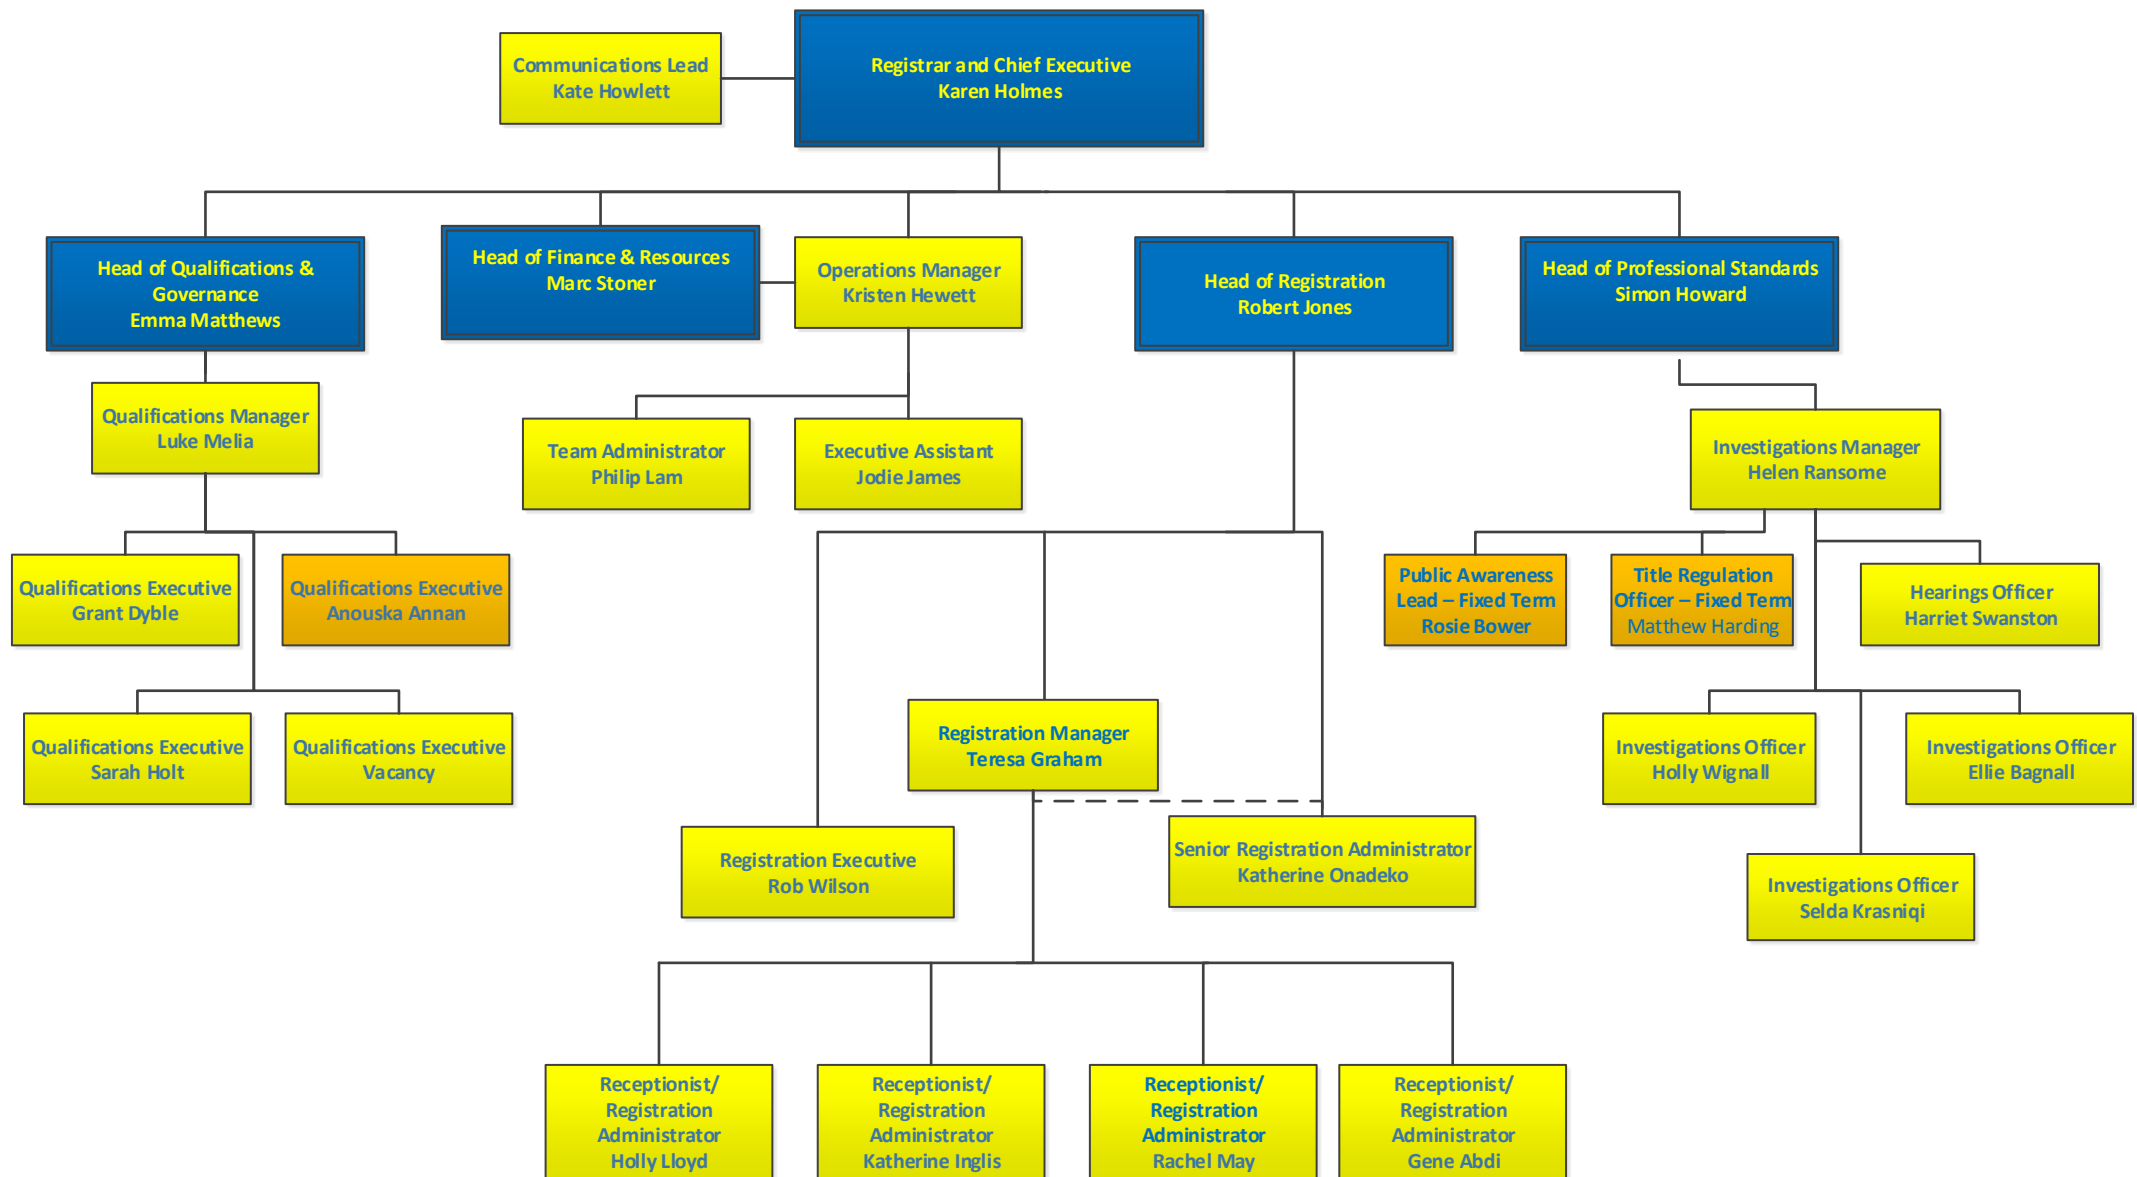 Communications Lead
Kate Howlett
Registrar and Chief Executive
Karen Holmes
Head of Qualifications &
Governance
Emma Matthews
Head of Finance & Resources
Marc Stoner
Operations Manager
Kristen Hewett
Head of Registration
Robert Jones
Head of Professional Standards
Simon Howard
Qualifications Manager
Luke Melia
Team Administrator
Philip Lam
Executive Assistant
Jodie James
Investigations Manager
Helen Ransome
Qualifications Executive
Grant Dyble
Qualifications Executive
Anouska Annan
Public Awareness
Lead – Fixed Term
Rosie Bower
Title Regulation
Officer – Fixed Term
Matthew Harding
Hearings Officer
Harriet Swanston
Qualifications Executive
Sarah Holt
Qualifications Executive
Vacancy
Registration Manager
Teresa Graham
Investigations Officer
Holly Wignall
Investigations Officer
Ellie Bagnall
Registration Executive
Rob Wilson
Senior Registration Administrator
Katherine Onadeko
Investigations Officer
Selda Krasniqi
Receptionist/
Registration
Administrator
Holly Lloyd
Receptionist/
Registration
Administrator
Katherine Inglis
Receptionist/
Registration
Administrator
Rachel May
Receptionist/
Registration
Administrator
Gene Abdi